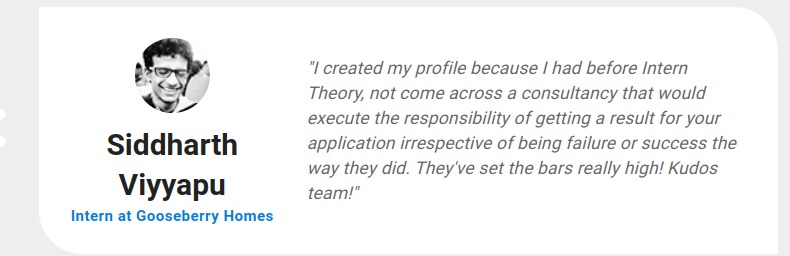 Siddharth
Viyyapu
Intern at Gooseberry Homes
"I created my profile because I had before Intern
Theory, not come across a consultancy that would
execute the responsibility of getting a result for your
application irrespective of being failure or success the
way they did. They've set the bars really high! Kudos
team!"